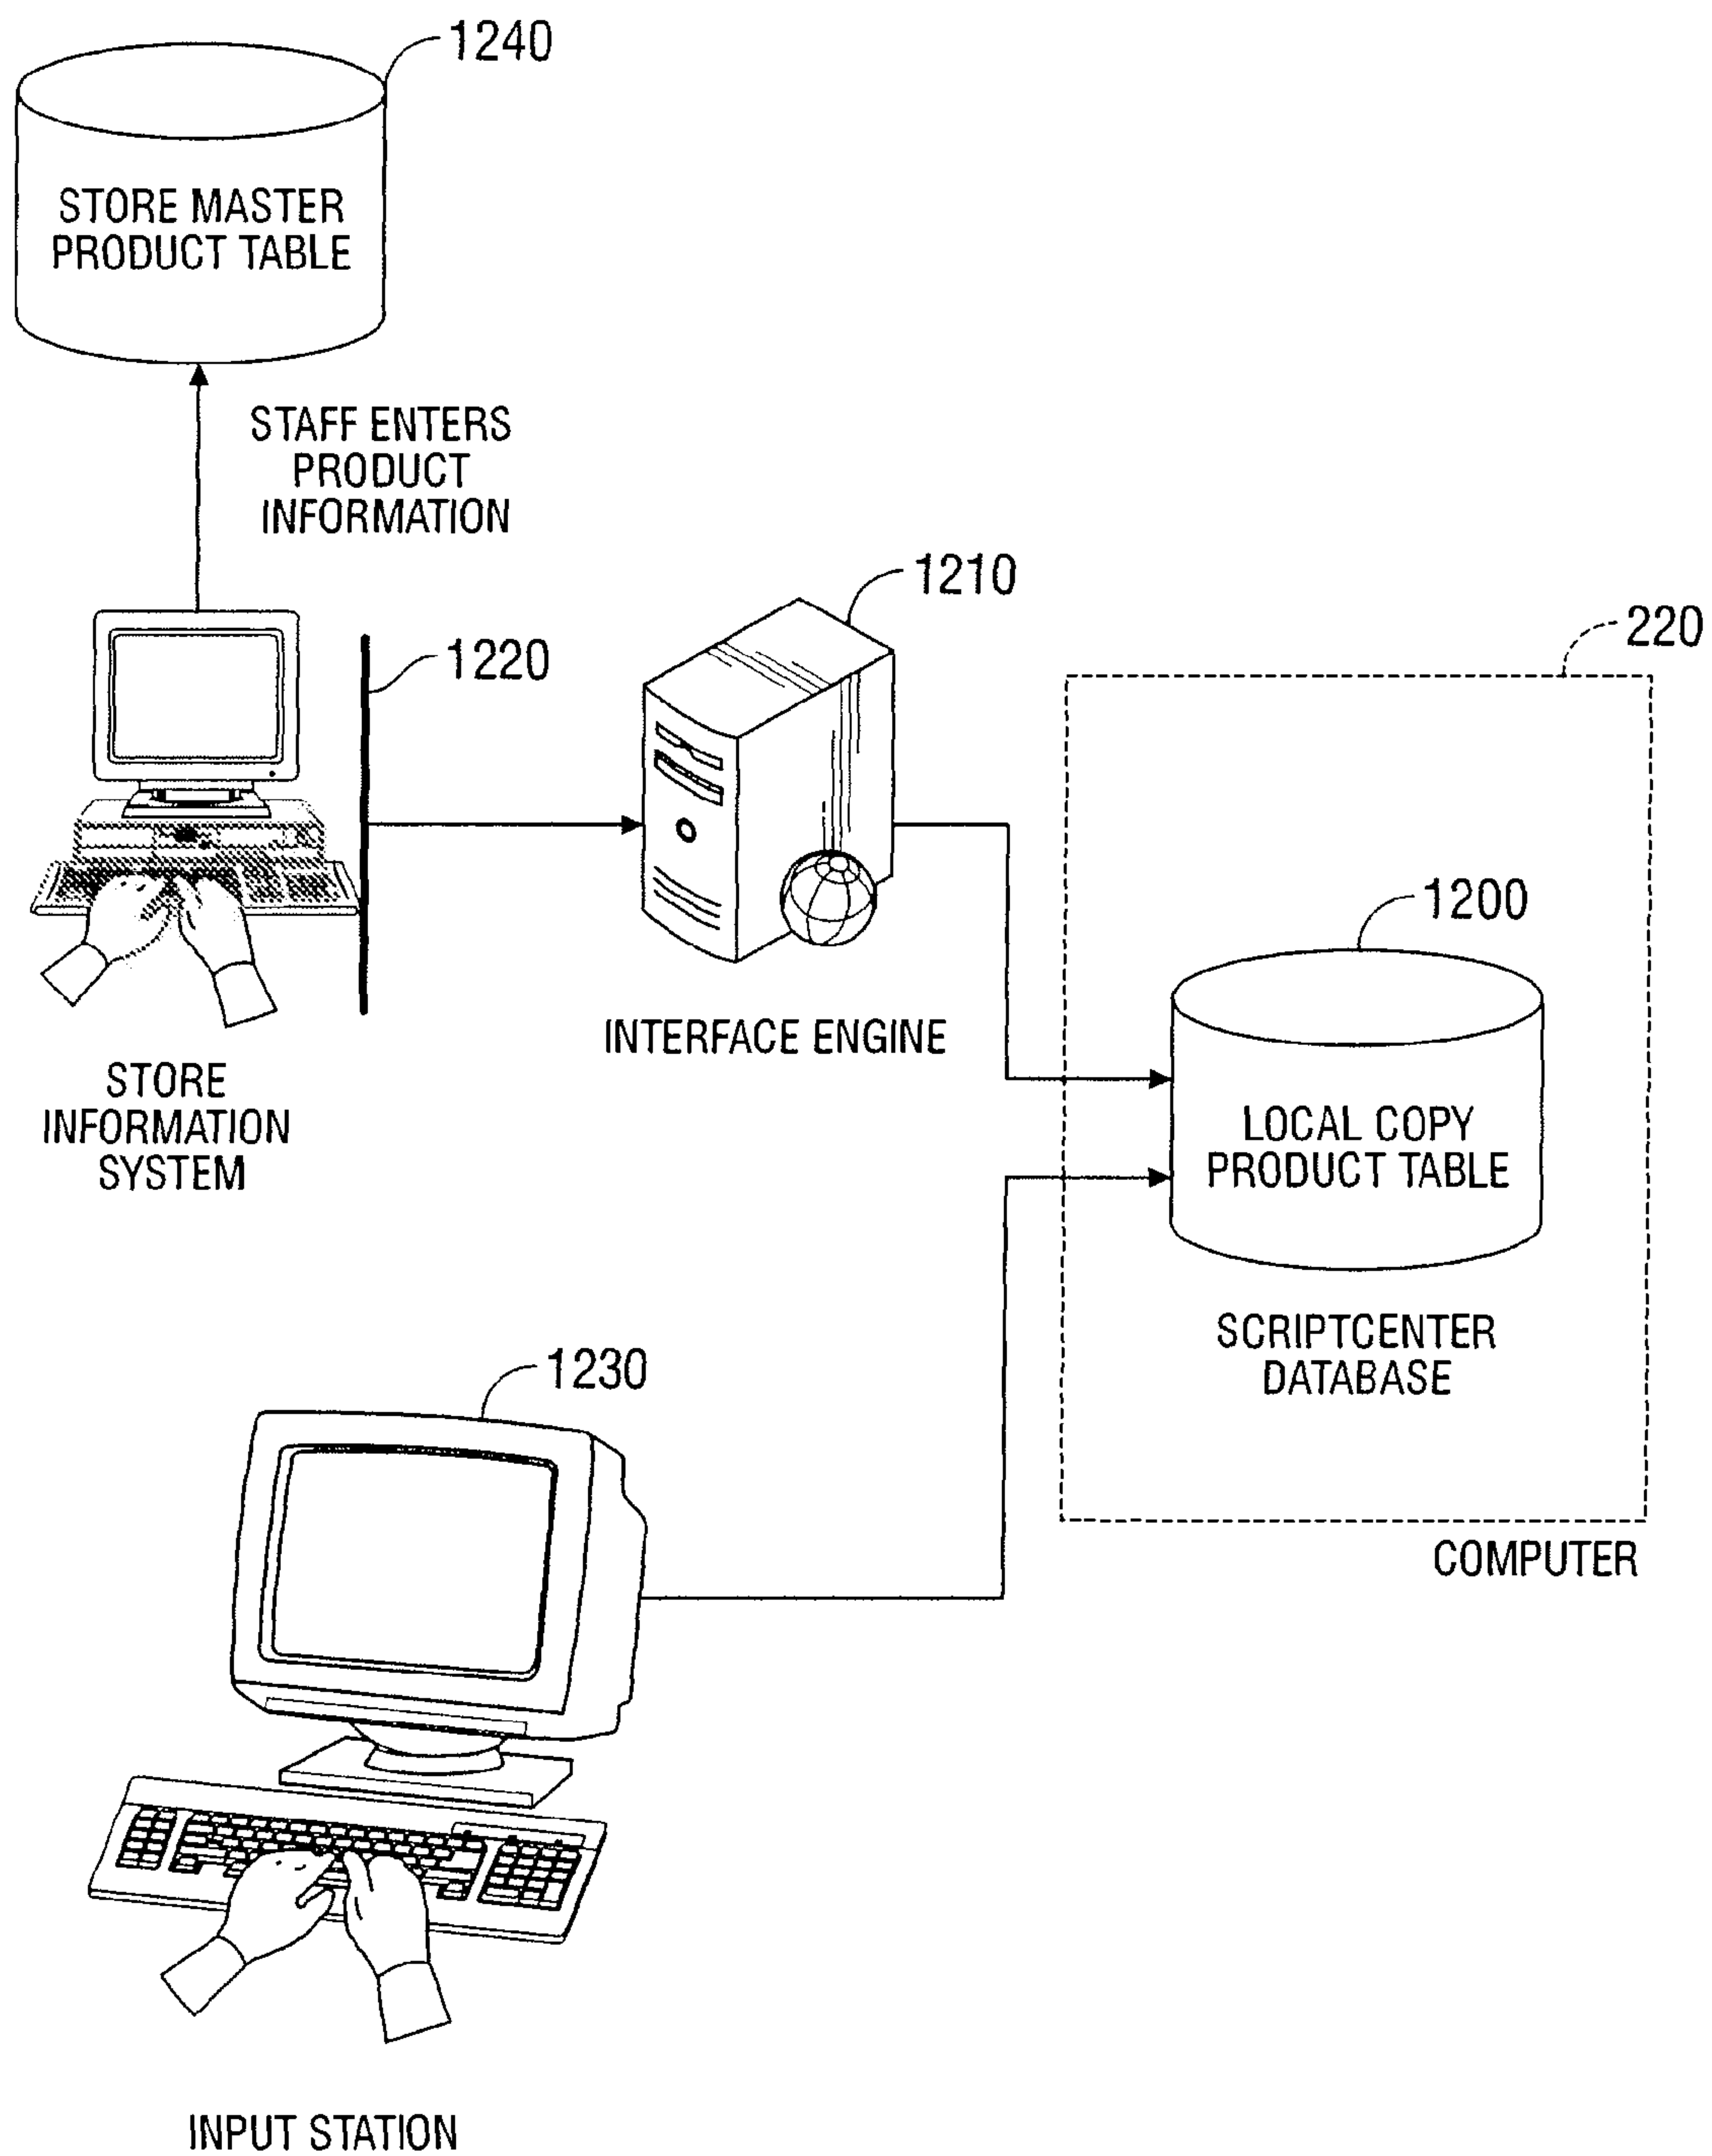 1240
STORE MASTER
PRODUCT TABLE
STAFF ENTERS
PRODUCT
INFORMATION
1210
220
1220
1200
INTERFACE ENGINE
STORE
INFORMATION
SYSTEM
LOCAL COPY
PRODUCT TABLE
SCRIPTCENTER
DATABASE
1230
COMPUTER
INPUT STATION